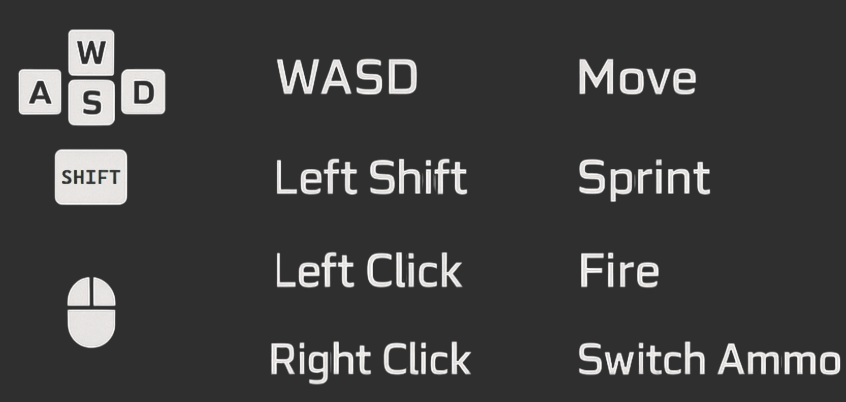 W
A S D
WASD Move
SHIFT Left Shift Sprint
Left Click Fire
Right Click Switch Ammo